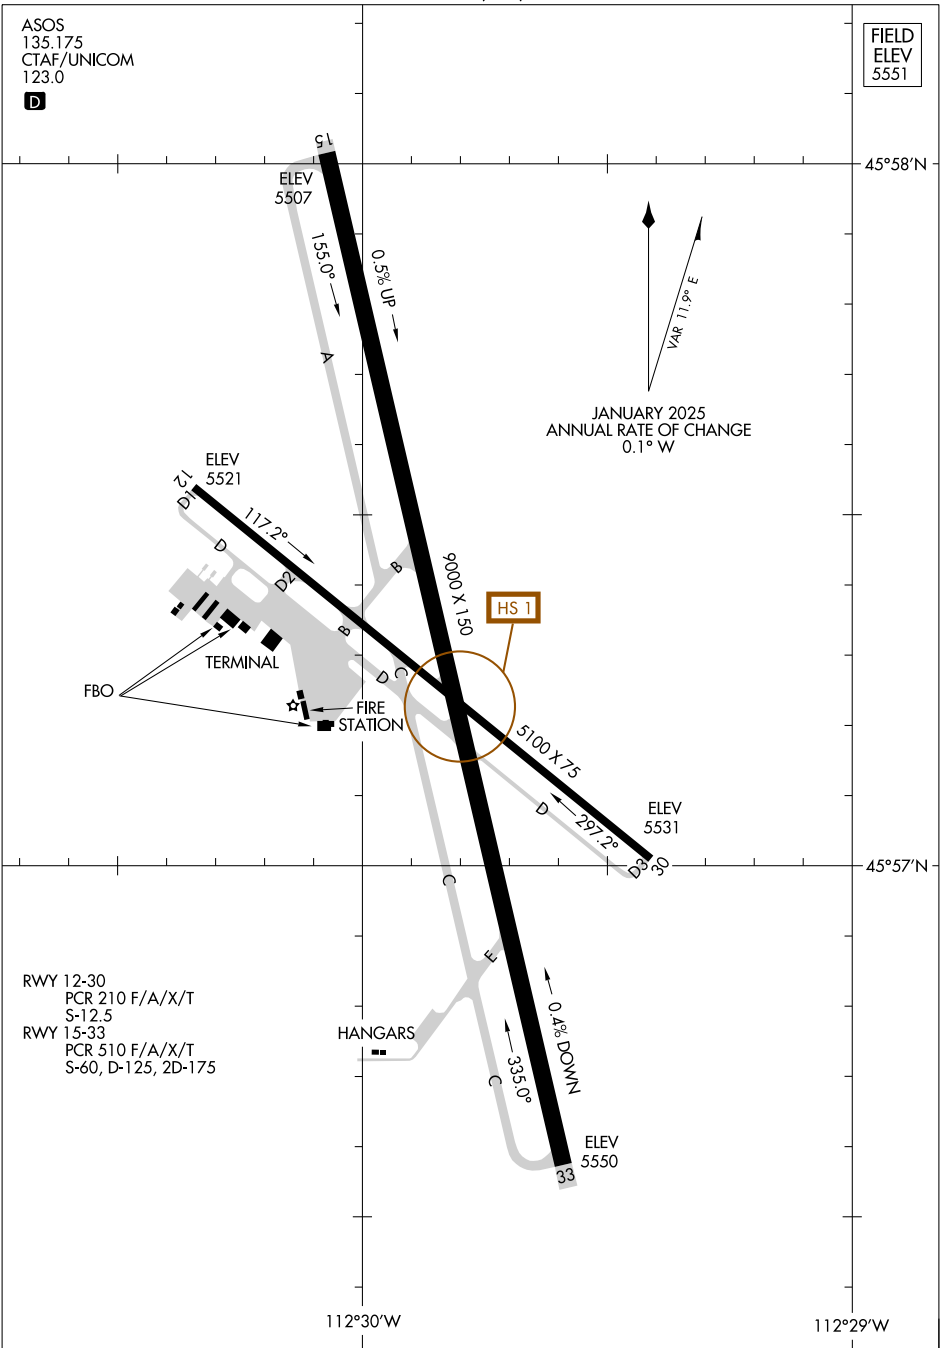 ASOS
135.175
CTAF/UNICOM
123.0
D
FIELD
ELEV
5551
15
45°58'N
ELEV
5507
155.0°
0.5% UP
VAR 11.9° E
A
JANUARY 2025
ANNUAL RATE OF CHANGE
0.1° W
ELEV
5521
12
D1
117.2°
D
D2
B
9000 X 150
HS 1
B
TERMINAL
C
D
FBO
FIRE
STATION
5100 X 75
D
297.2°
ELEV
5531
30
D3
45°57'N
C
E
RWY 12-30
PCR 210 F/A/X/T
S-12.5
RWY 15-33
PCR 510 F/A/X/T
S-60, D-125, 2D-175
HANGARS
0.4% DOWN
335.0°
C
ELEV
5550
33
112°30'W
112°29'W